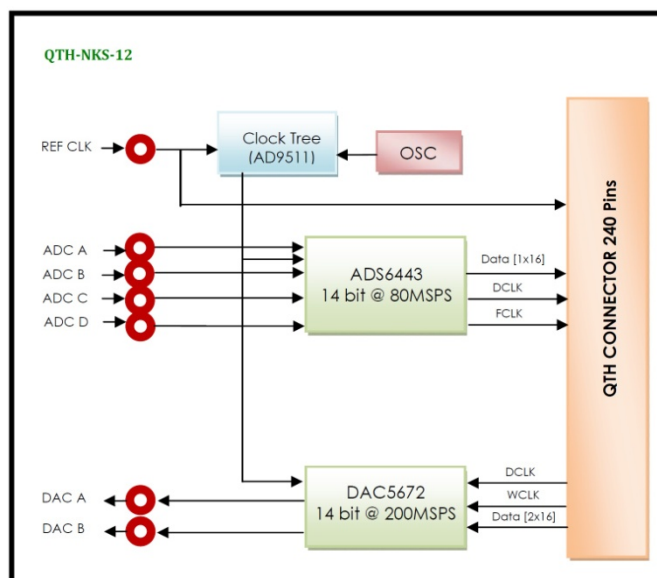 QTH-NKS-12
REF CLK
Clock Tree
(AD9511)
OSC
ADC A
ADC B
ADC C
ADC D
ADS6443
14 bit @ 80MSPS
Data [1x16]
DCLK
FCLK
QTH CONNECTOR 240 Pins
DAC A
DAC B
DAC5672
14 bit @ 200MSPS
DCLK
WCLK
Data [2x16]